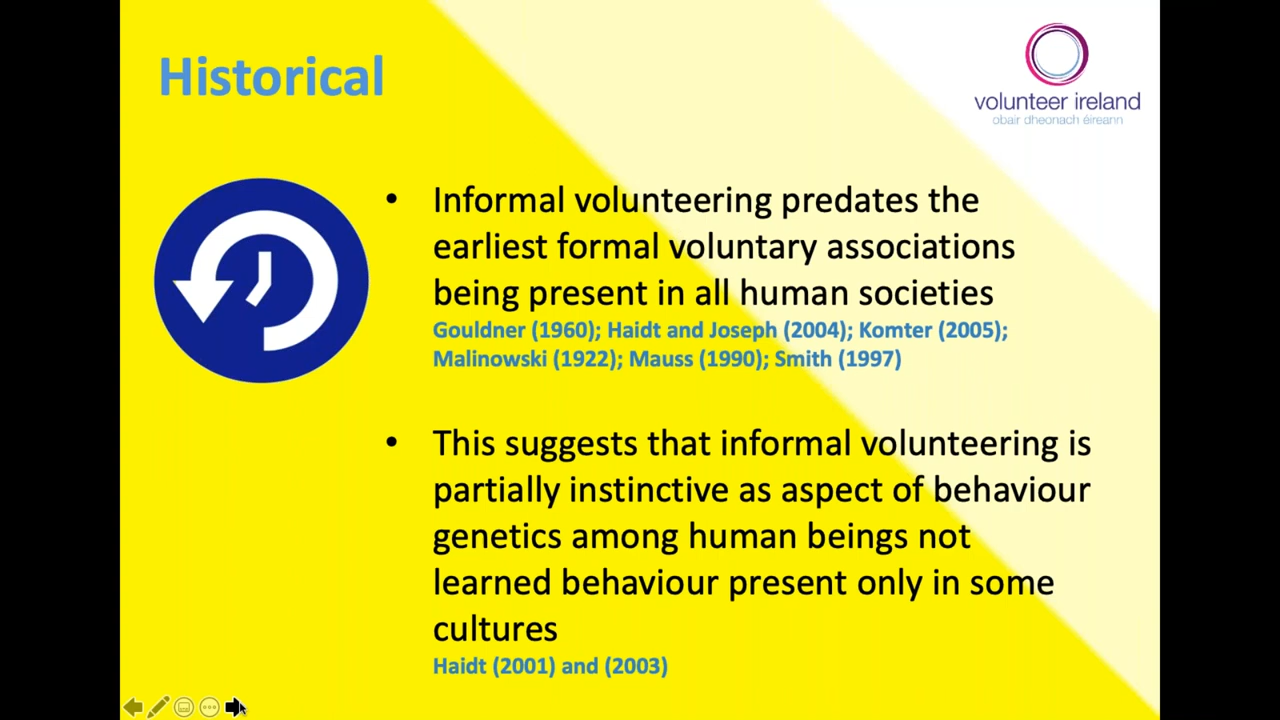 Historical
volunteer ireland
obair dheonach éireann
• Informal volunteering predates the
earliest formal voluntary associations
being present in all human societies
Gouldner (1960); Haidt and Joseph (2004); Komter (2005);
Malinowski (1922); Mauss (1990); Smith (1997)
• This suggests that informal volunteering is
partially instinctive as aspect of behaviour
genetics among human beings not
learned behaviour present only in some
cultures
Haidt (2001) and (2003)